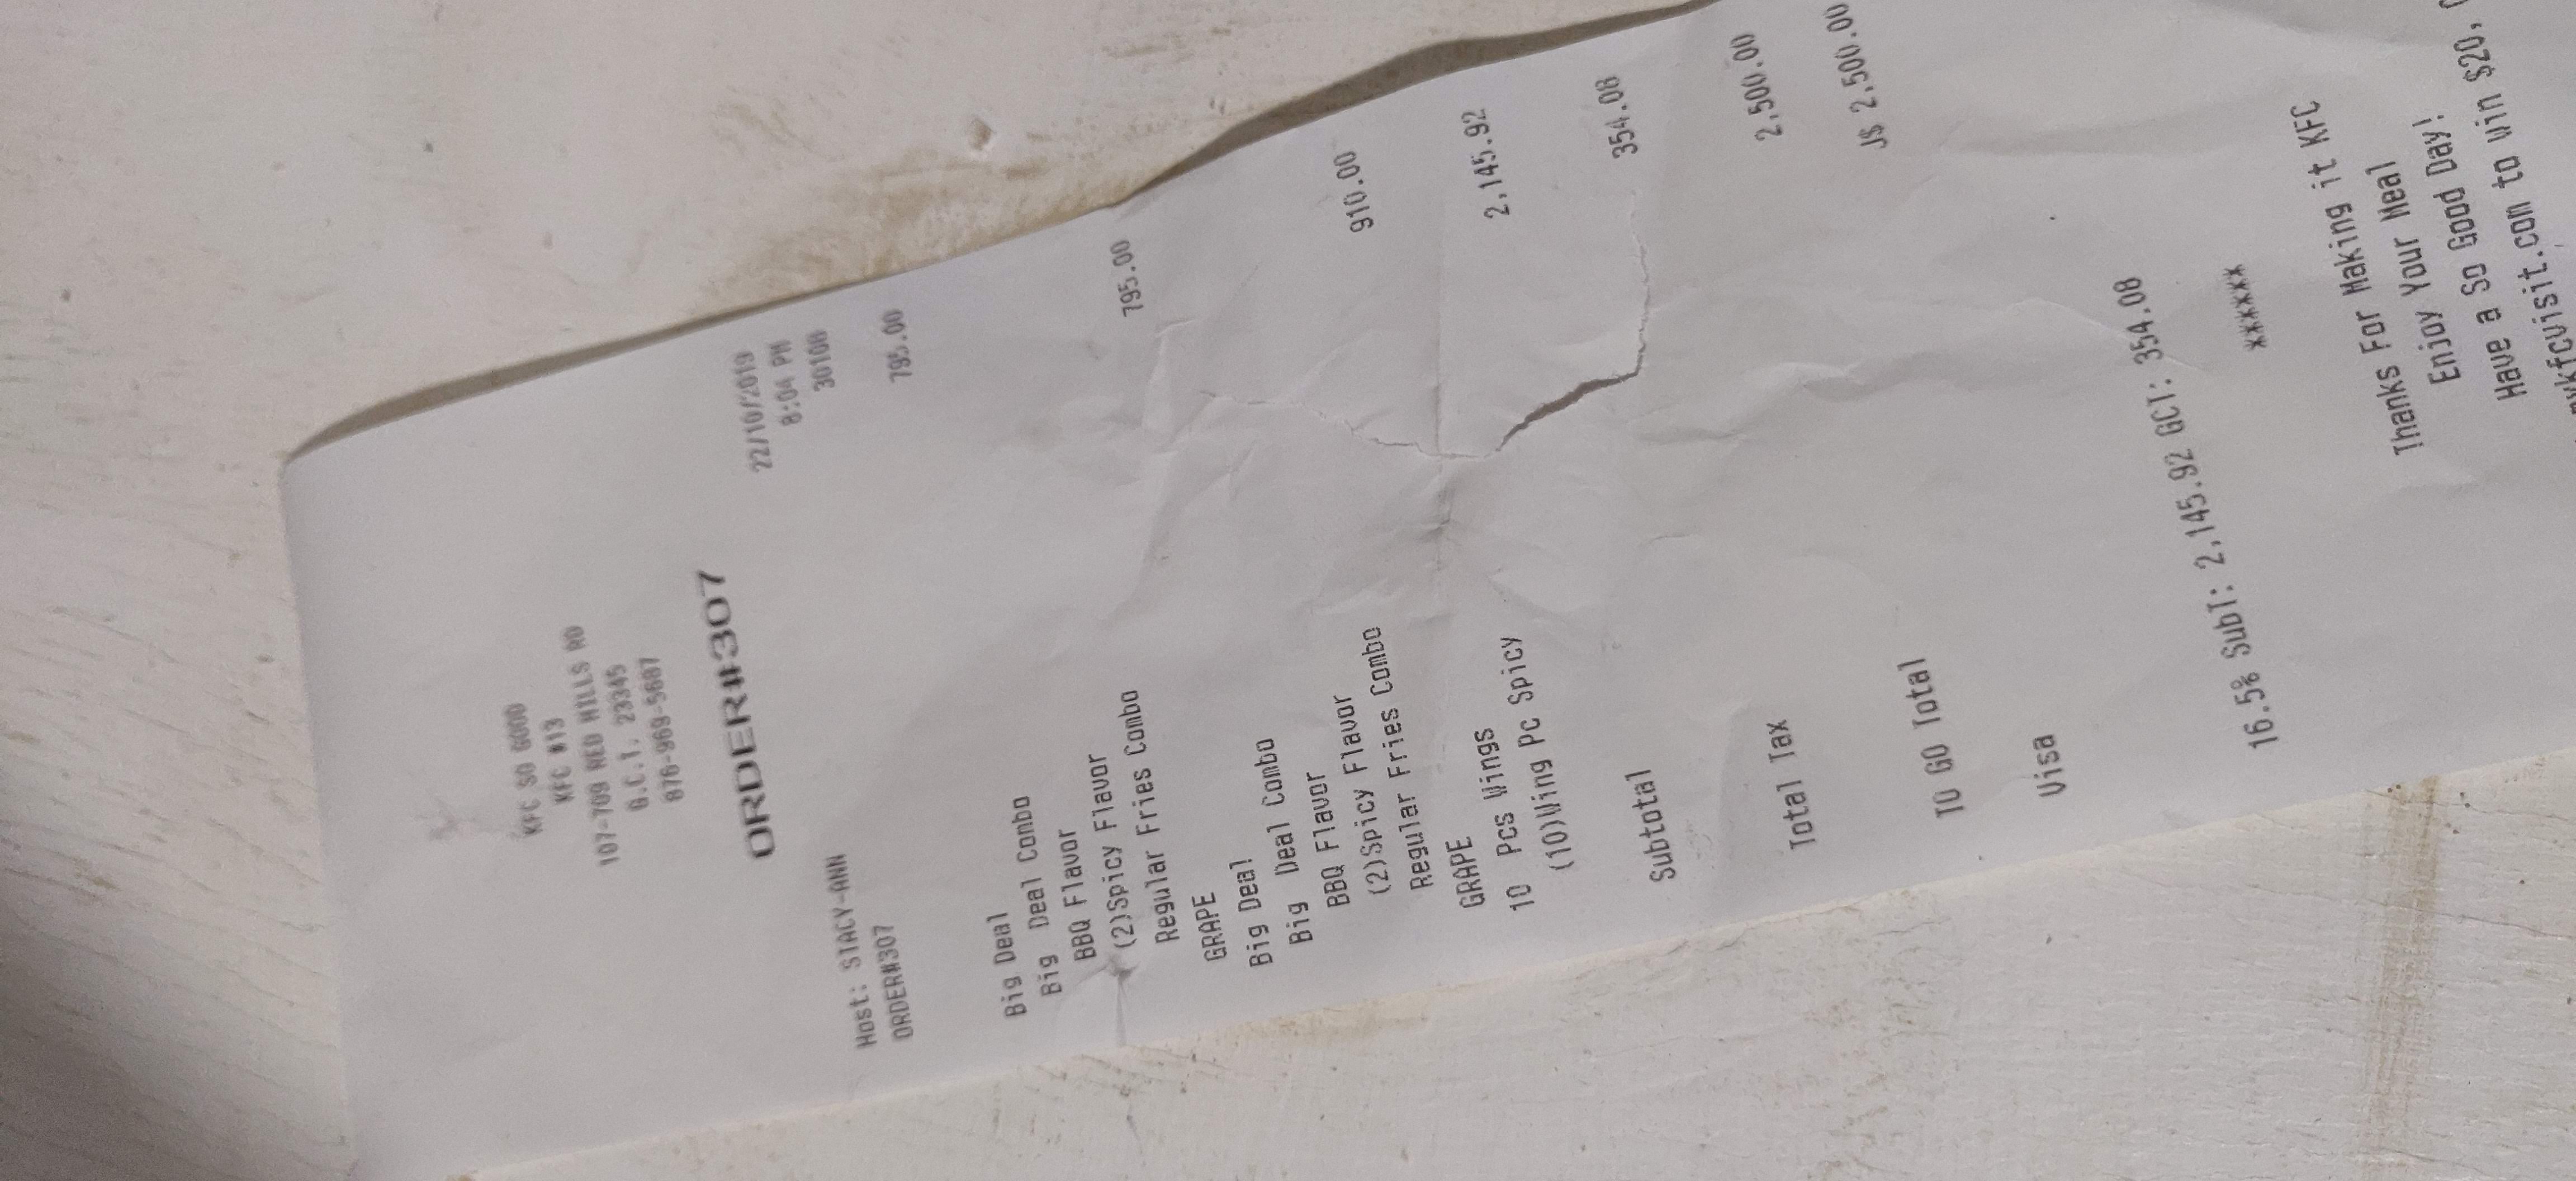 KFC SO GOOD
KFC #13
107-709 RED HILLS RD
G.C.T. 23345
876-969-5687
ORDER#307
22/10/2019
8:04 PM
Host: STACY-ANN
ORDER#307 30108
Big Deal 795.00
Big Deal Combo
BBQ Flavor
(2)Spicy Flavor
Regular Fries Combo
GRAPE
Big Deal 795.00
Big Deal Combo
BBQ Flavor
(2)Spicy Flavor
Regular Fries Combo
GRAPE
10 Pcs Wings 910.00
(10)Wing Pc Spicy
Subtotal 2,145.92
Total Tax 354.08
TO GO Total 2,500.00
Visa J$ 2,500.00
16.5% SubT: 2,145.92 GCT: 354.08
******
Thanks For Making it KFC
Enjoy Your Meal
Have a So Good Day!
mykfcvisit.com to win $20,